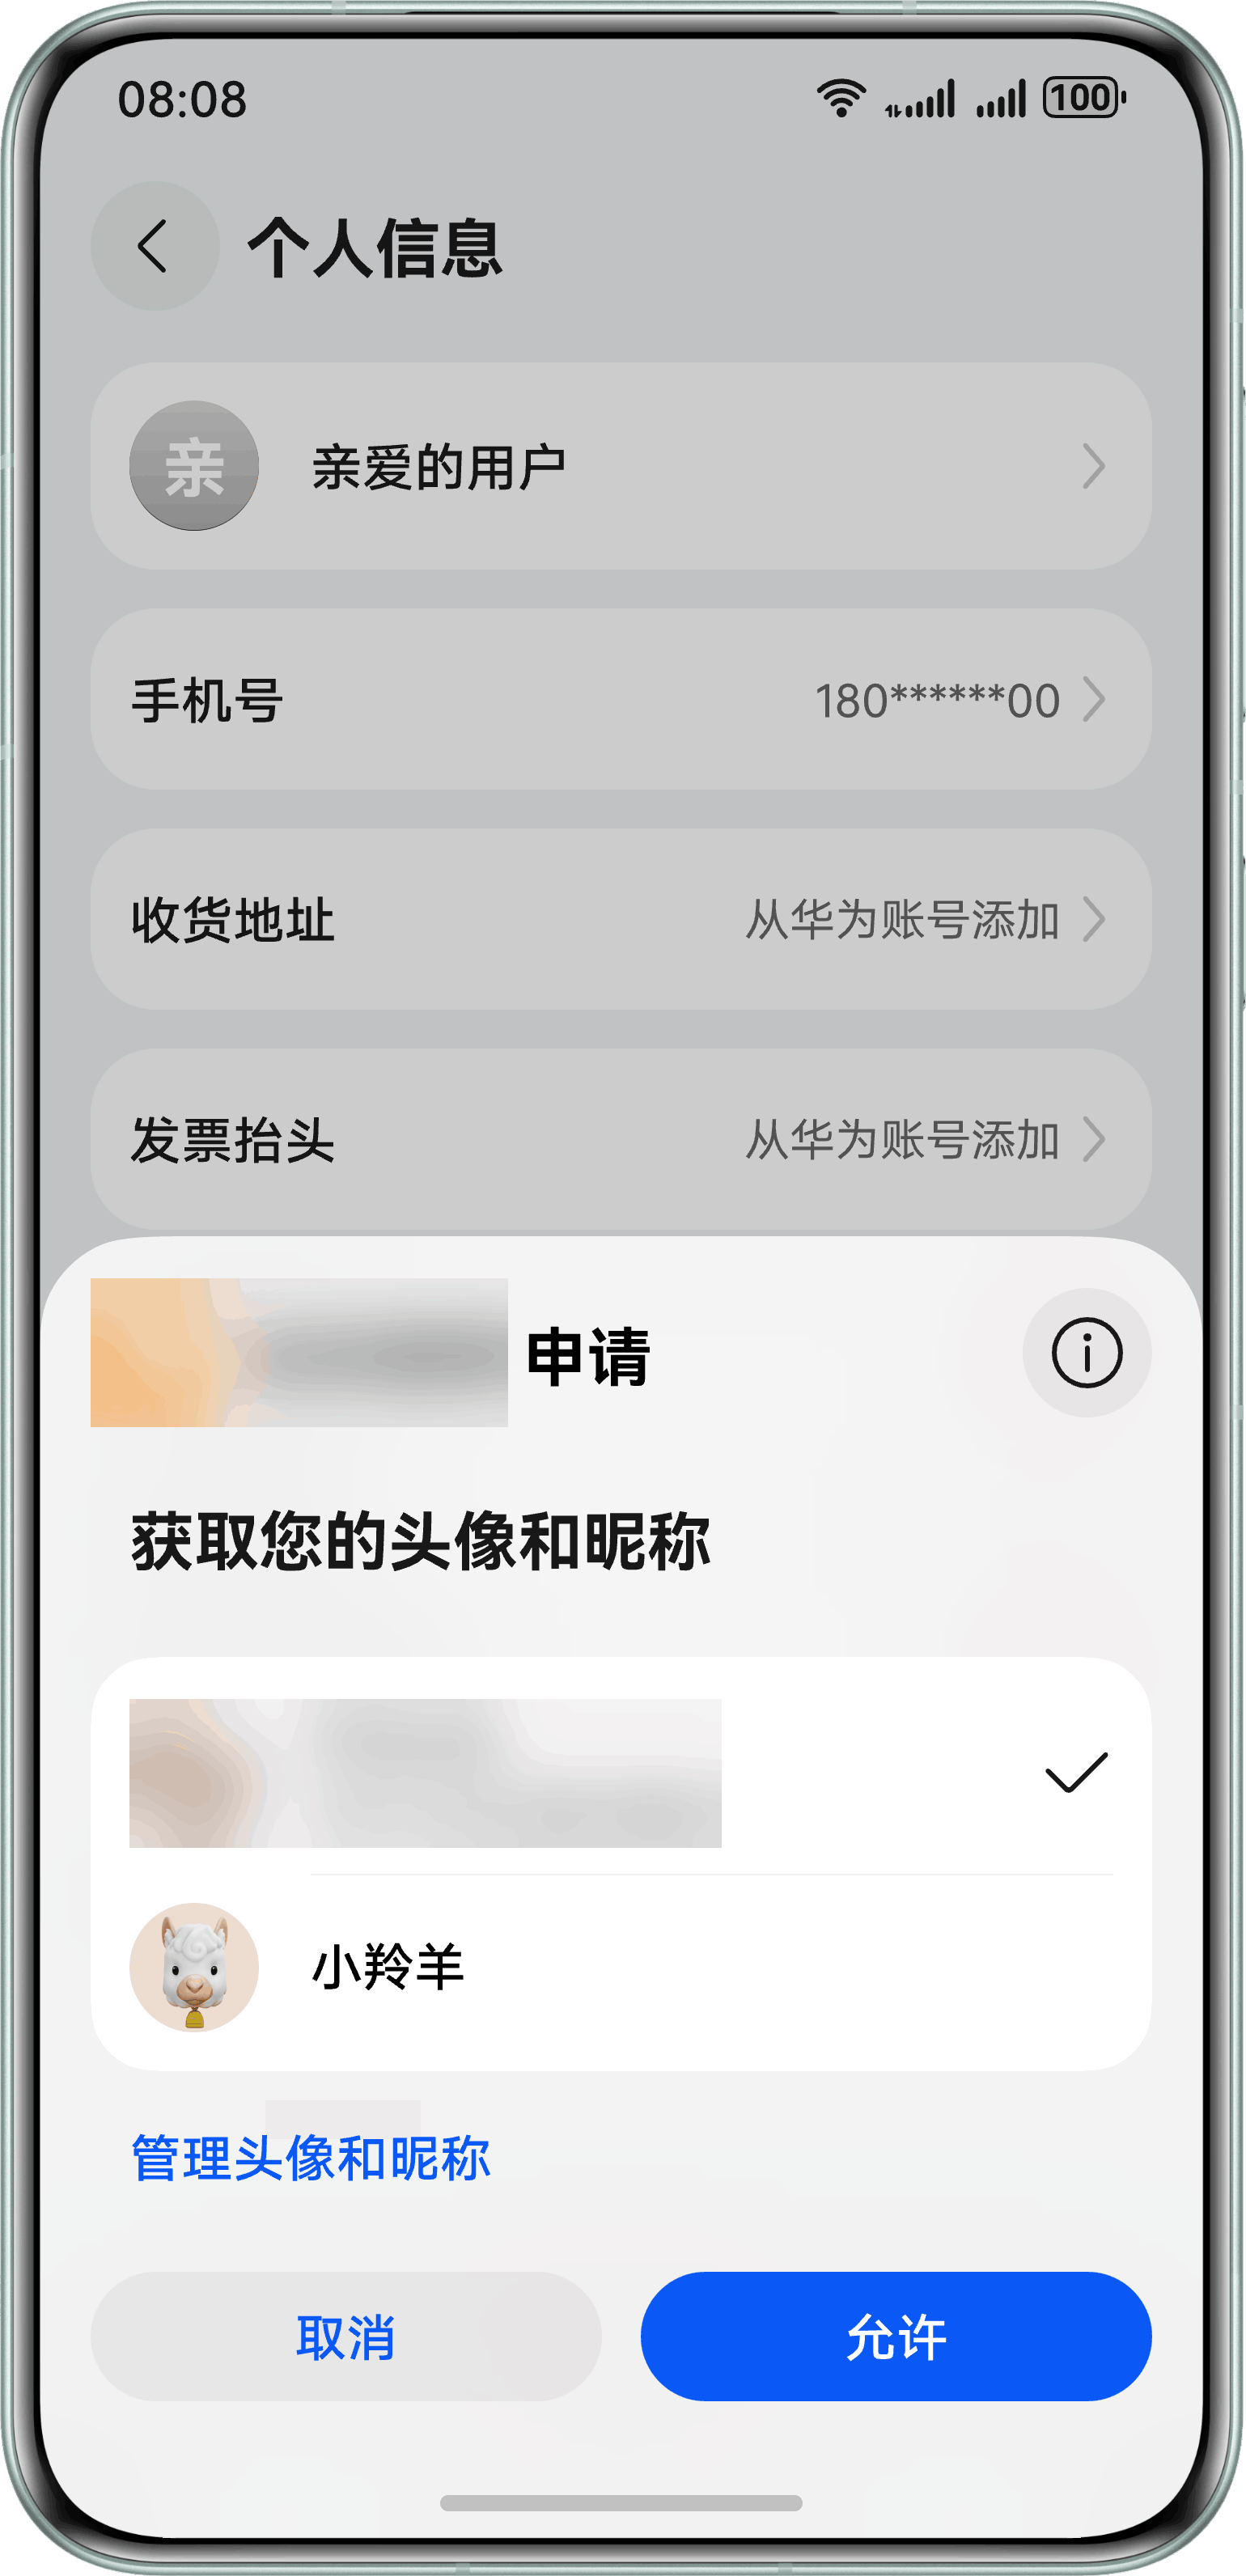 08:08
100
个人信息
亲
亲爱的用户
手机号 180******00
收货地址 从华为账号添加
发票抬头 从华为账号添加
申请
获取您的头像和昵称
小羚羊
管理头像和昵称
取消 允许